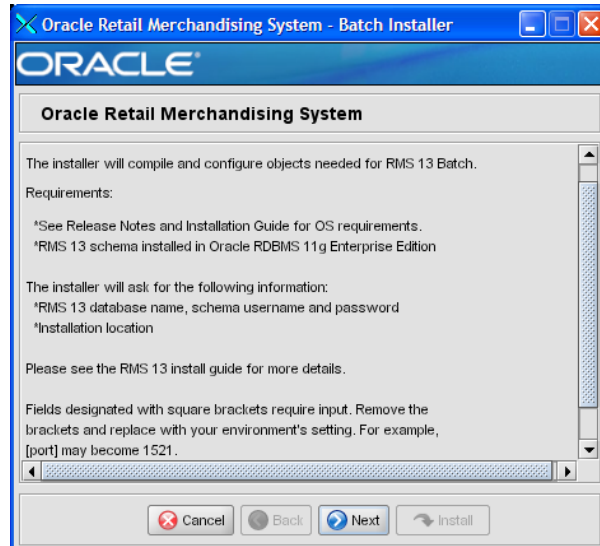 Oracle Retail Merchandising System - Batch Installer
ORACLE®
Oracle Retail Merchandising System
The installer will compile and configure objects needed for RMS 13 Batch.
Requirements:
*See Release Notes and Installation Guide for OS requirements.
*RMS 13 schema installed in Oracle RDBMS 11g Enterprise Edition
The installer will ask for the following information:
*RMS 13 database name, schema username and password
*Installation location
Please see the RMS 13 install guide for more details.
Fields designated with square brackets require input. Remove the
brackets and replace with your environment's setting. For example,
[port] may become 1521.
Cancel Back Next Install